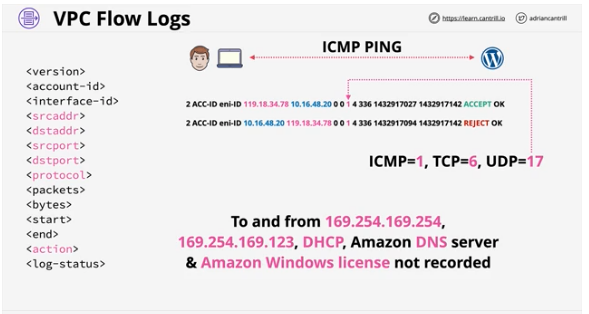 VPC Flow Logs
https://learn.cantrill.io
adriancantrill
ICMP PING
<version>
<account-id>
<interface-id>
<srcaddr>
<dstaddr>
<srcport>
<dstport>
<protocol>
<packets>
<bytes>
<start>
<end>
<action>
<log-status>
2 ACC-ID eni-ID 119.18.34.78 10.16.48.20 0 0 1 4 336 1432917027 1432917142 ACCEPT OK
2 ACC-ID eni-ID 10.16.48.20 119.18.34.78 0 0 1 4 336 1432917094 1432917142 REJECT OK
ICMP=1, TCP=6, UDP=17
To and from 169.254.169.254,
169.254.169.123, DHCP, Amazon DNS server
& Amazon Windows license not recorded